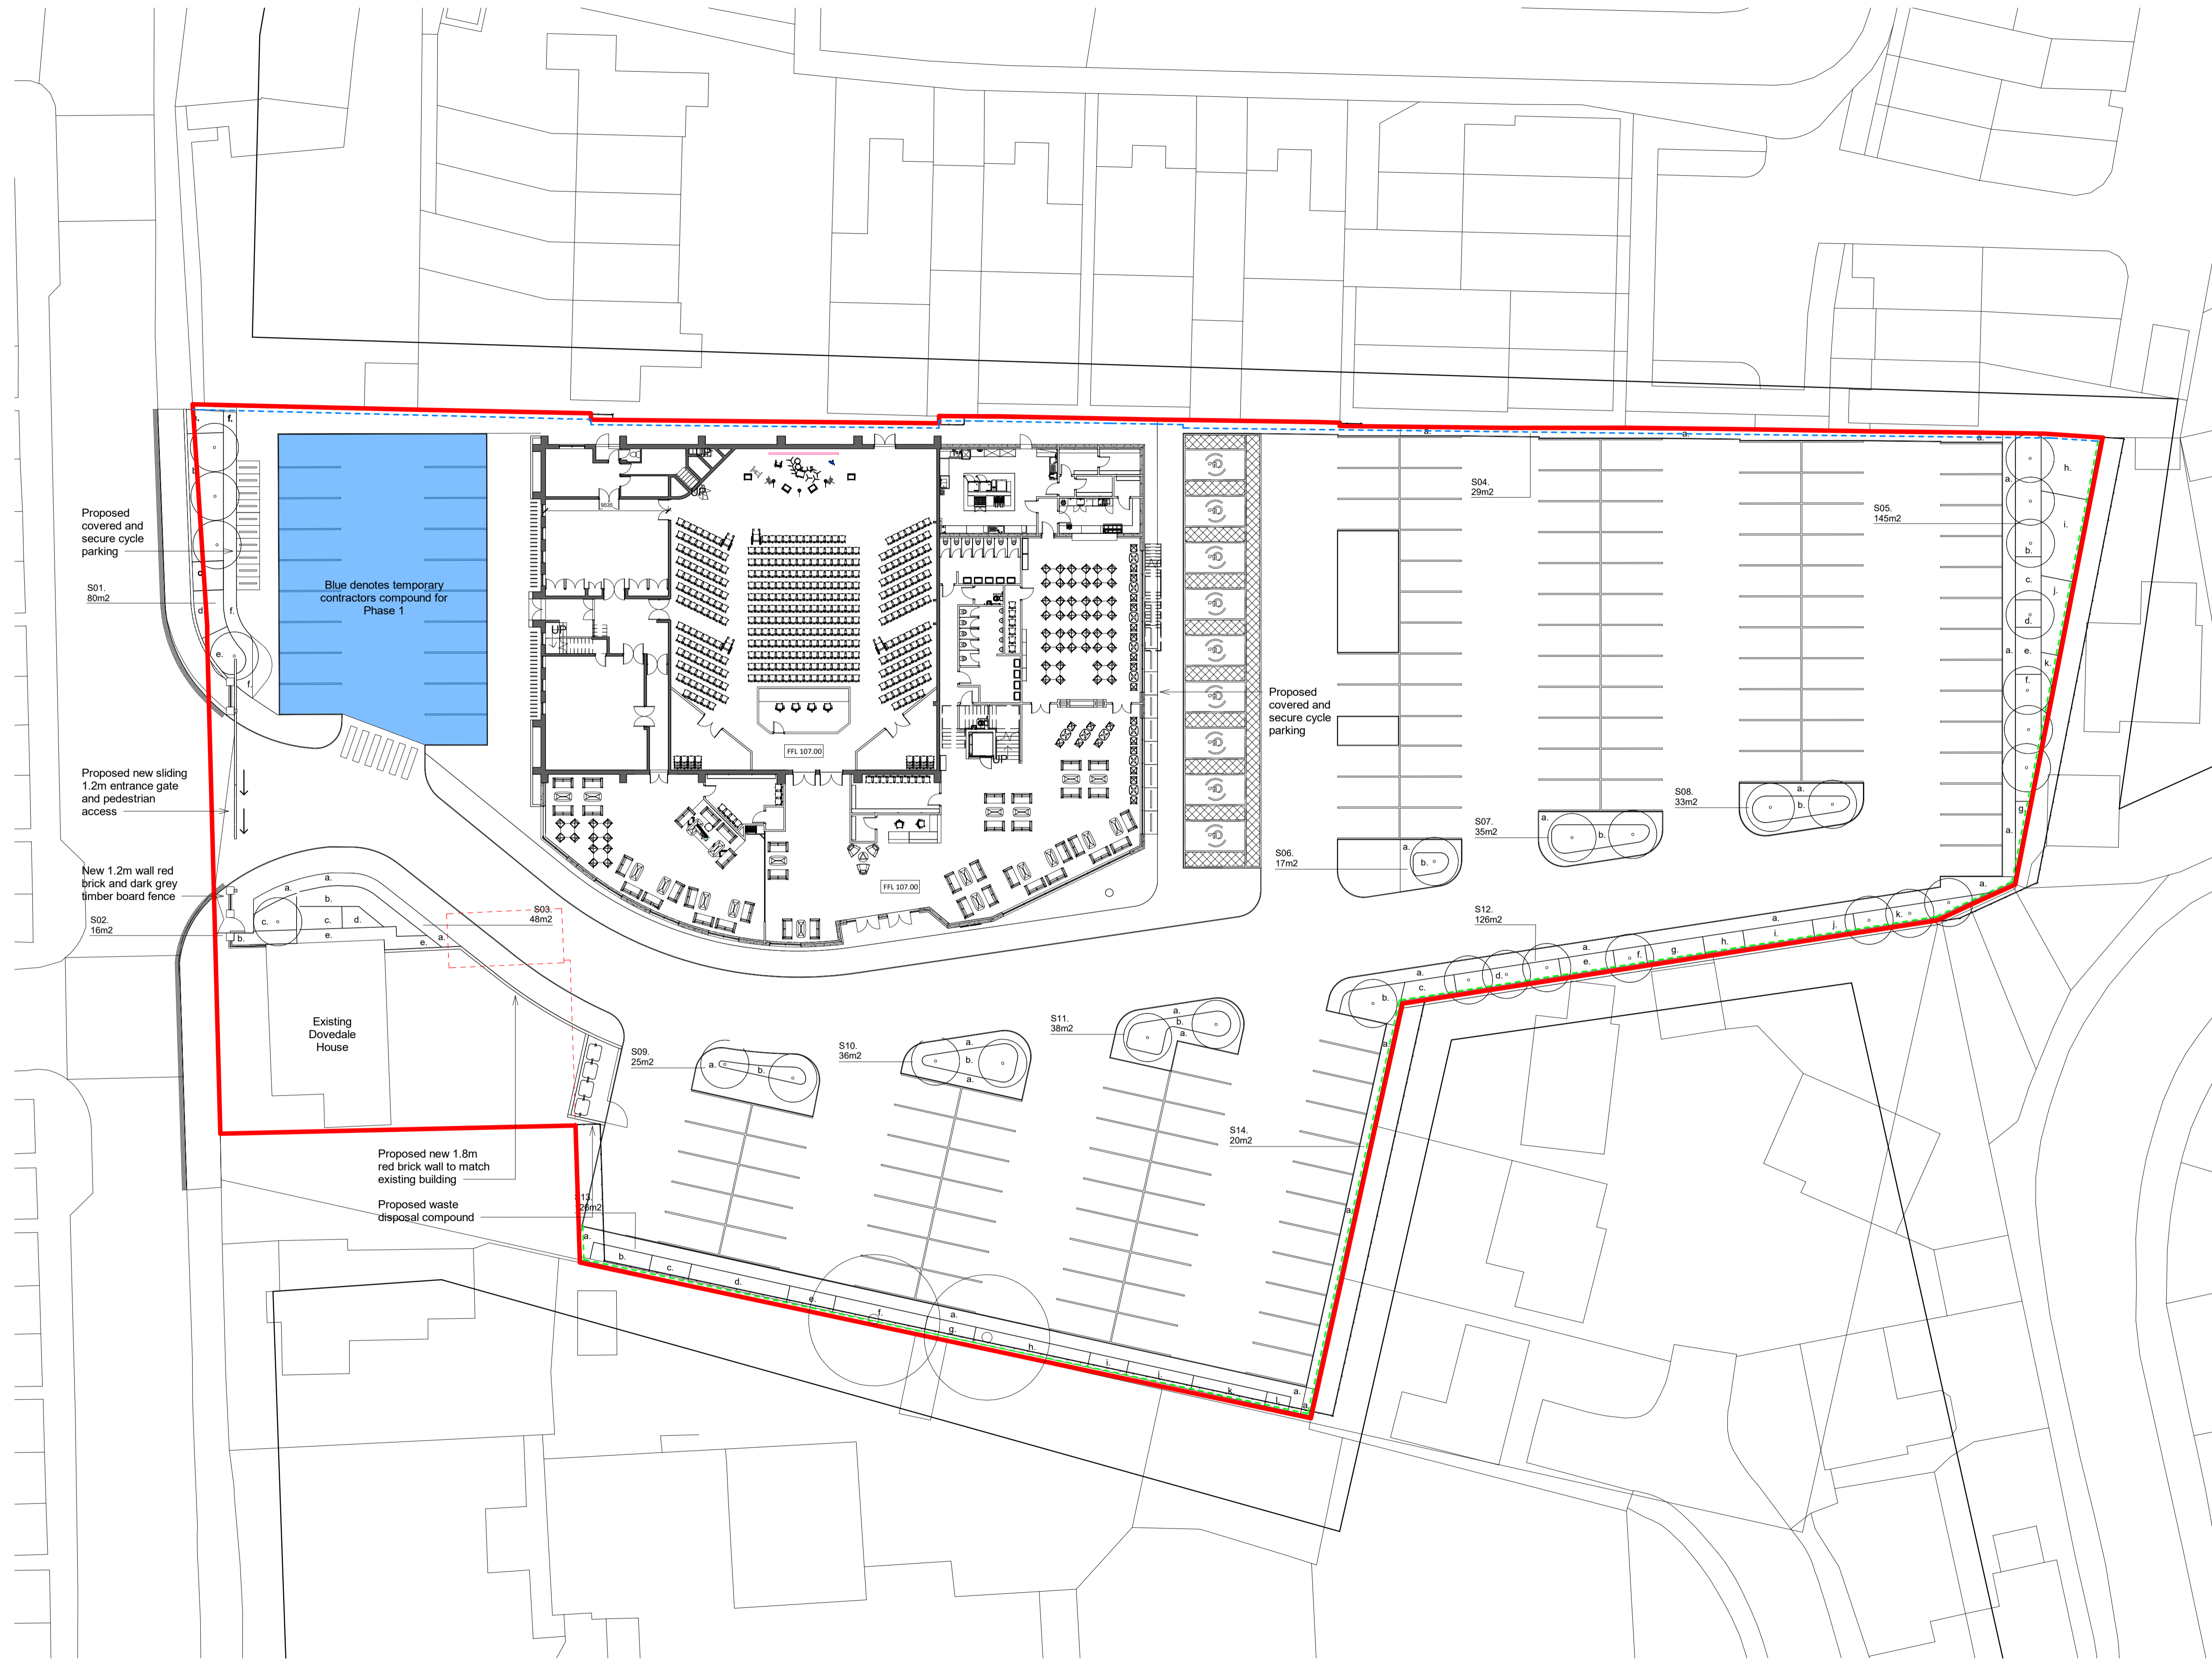 Proposed
covered and
secure cycle
parking
S01.
80m2
Blue denotes temporary
contractors compound for
Phase 1
Proposed new sliding
1.2m entrance gate
and pedestrian
access
New 1.2m wall red
brick and dark grey
timber board fence
S02.
16m2
S03.
48m2
Existing
Dovedale
House
Proposed new 1.8m
red brick wall to match
existing building
Proposed waste
disposal compound
9535
UP
UP
UP
FFL 107.00
FFL 107.00
Proposed
covered and
secure cycle
parking
S04.
29m2
S05.
145m2
S06.
17m2
S07.
35m2
S08.
33m2
S09.
25m2
S10.
36m2
S11.
38m2
S12.
126m2
S14.
20m2
f.
d.
f.
e.
f.
a.
a.
b.
c.
c.
d.
b.
e.
e.
a.
a.
a.
a.
a.
h.
i.
b.
c.
j.
d.
a.
e.
k.
f.
g.
a.
a.
b.
a.
b.
a.
b.
a.
b.
a.
b.
a.
a.
b.
a.
a.
a.
a.
a.
b.
c.
d.
e.
f.
g.
h.
i.
j.
k.
a.
a.
a.
b.
c.
d.
e.
f.
a.
g.
h.
i.
j.
k.
l.
a.
a.